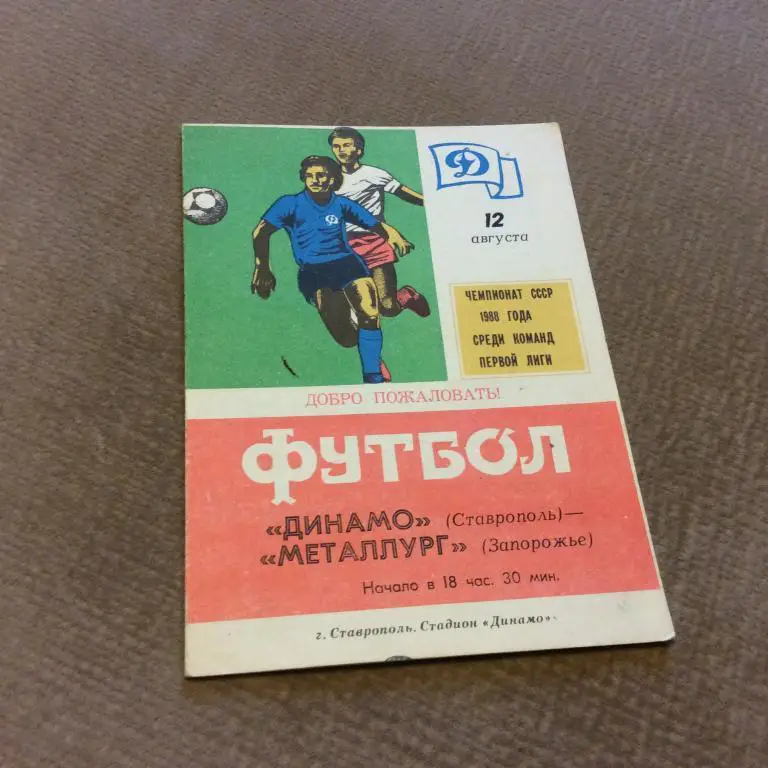 Д
12
августа
ЧЕМПИОНАТ СССР
1988 ГОДА
СРЕДИ КОМАНД
ПЕРВОЙ ЛИГИ
Д
ДОБРО ПОЖАЛОВАТЬ!
ФУТБОЛ
«ДИНАМО» (Ставрополь)—
«МЕТАЛЛУРГ» (Запорожье)
Начало в 18 час. 30 мин.
г. Ставрополь. Стадион «Динамо»